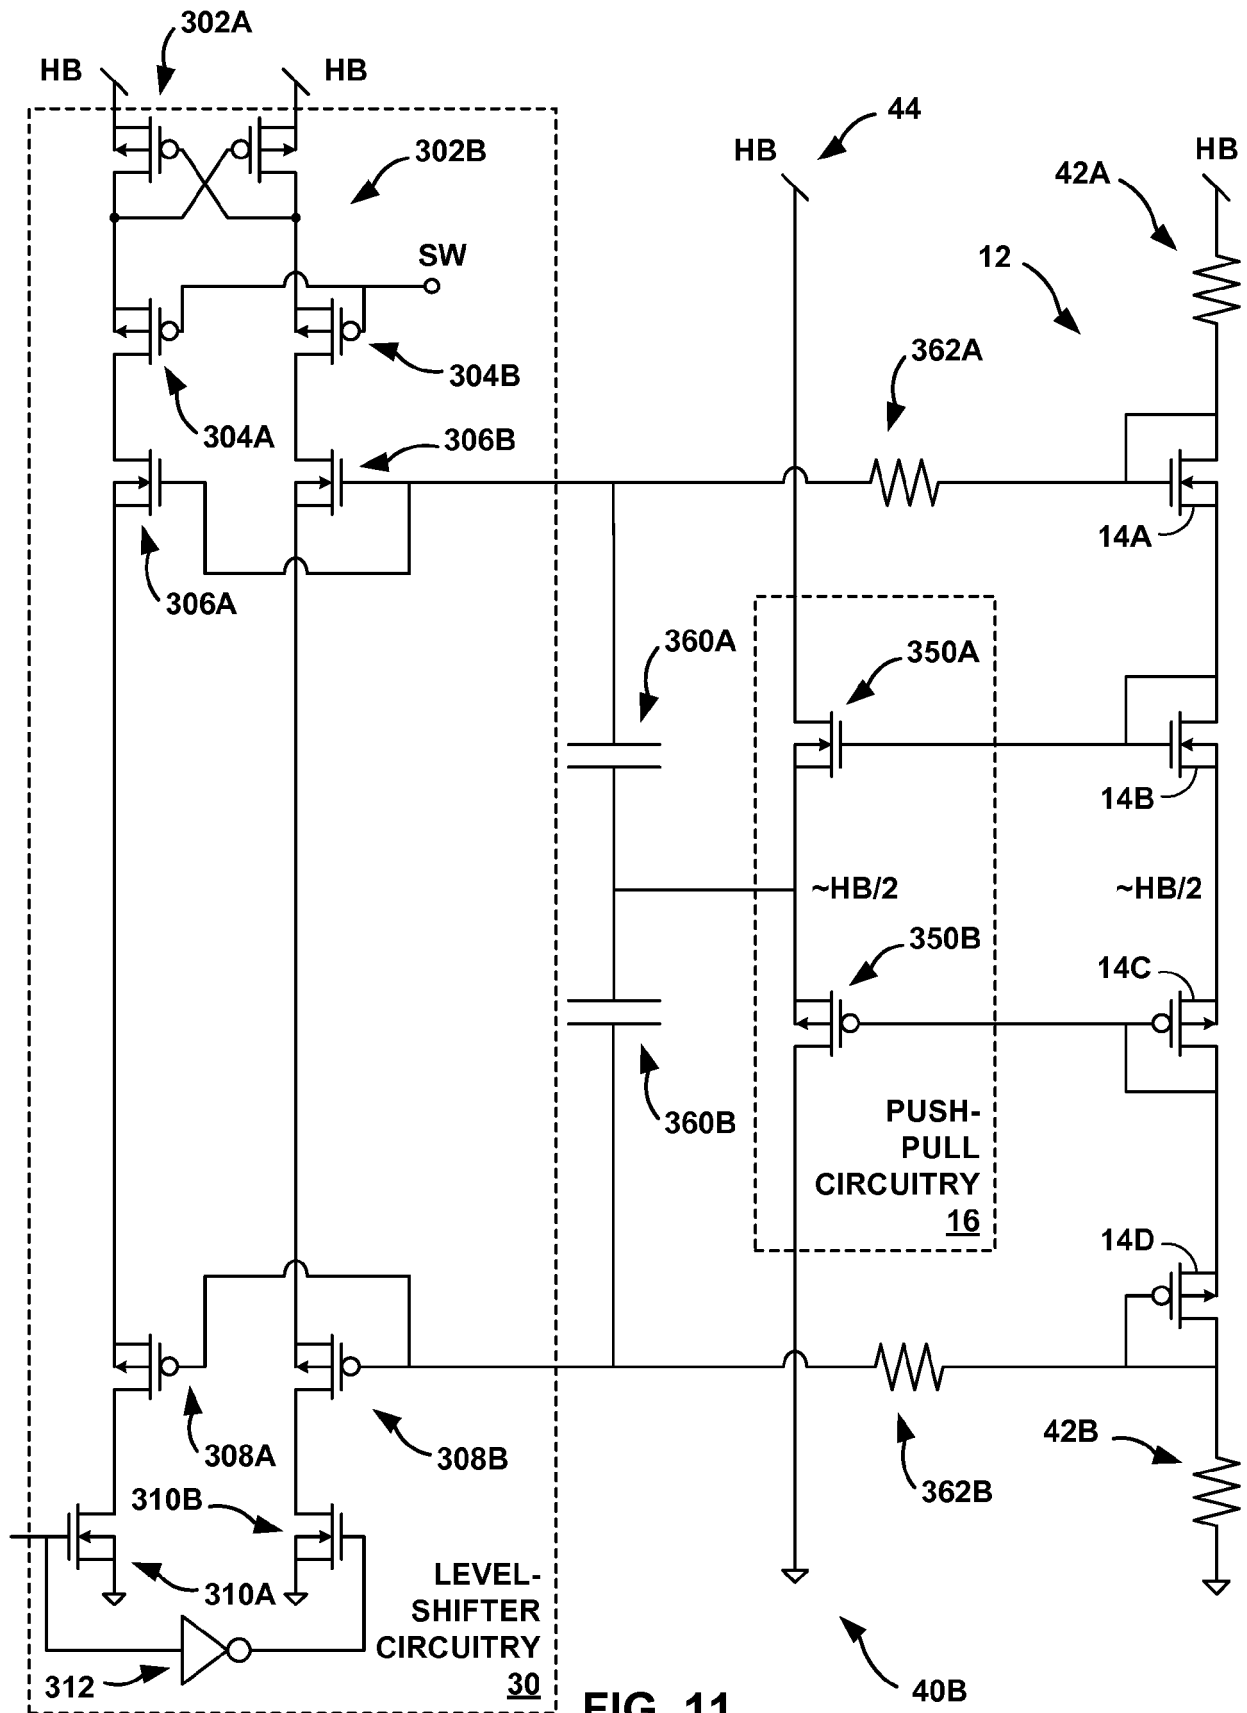 302A
HB
HB
44
302B
HB
HB
42A
SW
12
362A
304B
304A
306B
14A
306A
360A
350A
14B
~HB/2
~HB/2
350B
14C
360B
PUSH-
PULL
CIRCUITRY
16
14D
308A
308B
42B
362B
310B
310A
LEVEL-
SHIFTER
CIRCUITRY
30
312
40B
FIG. 11